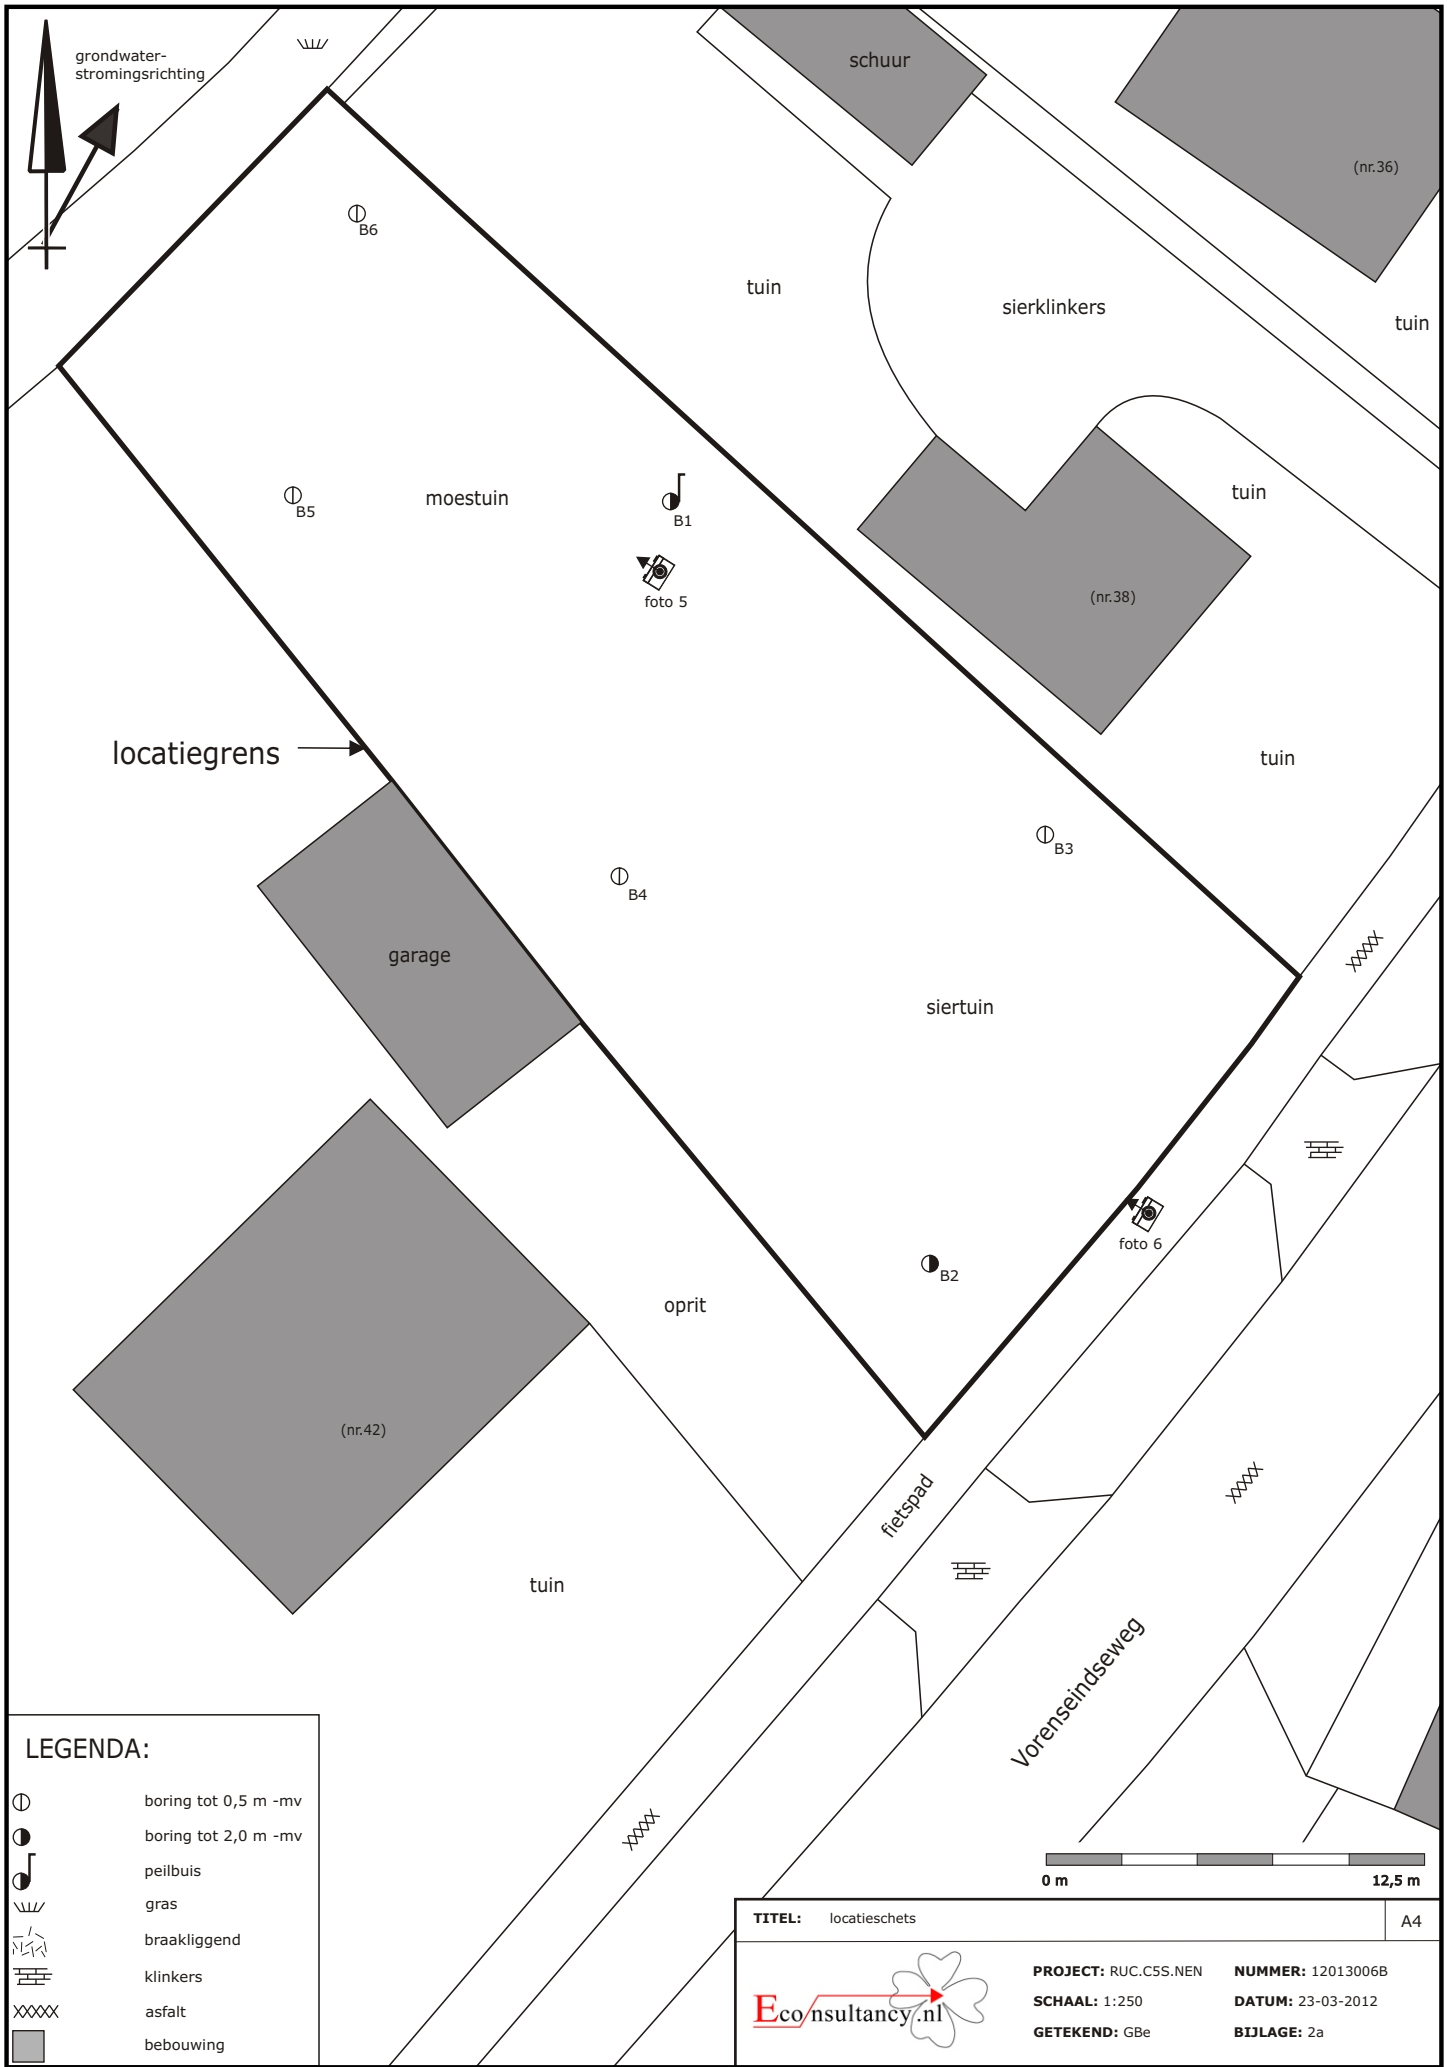 grondwater-
stromingsrichting
schuur
(nr.36)
B6
tuin
sierklinkers
tuin
B5
moestuin
B1
tuin
foto 5
(nr.38)
locatiegrens
tuin
B3
B4
garage
siertuin
foto 6
B2
oprit
(nr.42)
fietspad
tuin
Vorenseindseweg
LEGENDA:
boring tot 0,5 m -mv
boring tot 2,0 m -mv
peilbuis
gras
braakliggend
klinkers
asfalt
bebouwing
0 m 12,5 m
TITEL: locatieschets A4
Econsultancy.nl
PROJECT: RUC.C5S.NEN NUMMER: 12013006B
SCHAAL: 1:250 DATUM: 23-03-2012
GETEKEND: GBe BIJLAGE: 2a